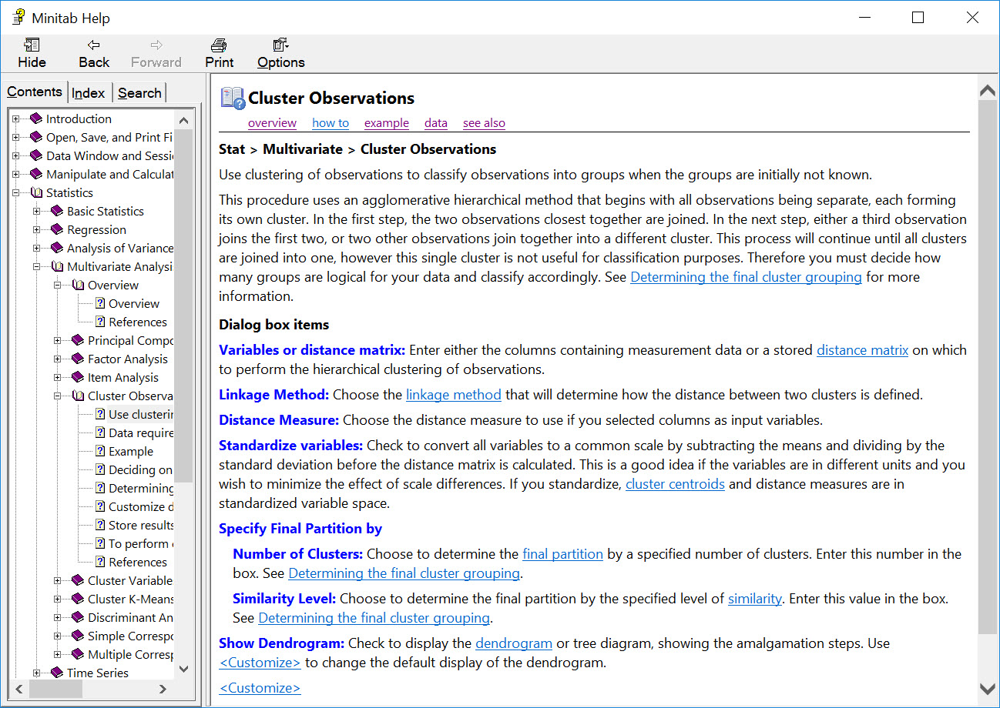 Minitab Help
Hide Back Forward Print Options
Contents Index Search
Introduction
Open, Save, and Print Fi
Data Window and Sessi
Manipulate and Calculat
Statistics
Basic Statistics
Regression
Analysis of Variance
Multivariate Analysi
Overview
Overview
References
Principal Compo
Factor Analysis
Item Analysis
Cluster Observa
Use clusterin
Data require
Example
Deciding on
Determining
Customize d
Store results
To perform
References
Cluster Variable
Cluster K-Means
Discriminant An
Simple Correspo
Multiple Corresp
Time Series
Cluster Observations
overview how to example data see also
Stat > Multivariate > Cluster Observations
Use clustering of observations to classify observations into groups when the groups are initially not known.
This procedure uses an agglomerative hierarchical method that begins with all observations being separate, each forming
its own cluster. In the first step, the two observations closest together are joined. In the next step, either a third observation
joins the first two, or two other observations join together into a different cluster. This process will continue until all clusters
are joined into one, however this single cluster is not useful for classification purposes. Therefore you must decide how
many groups are logical for your data and classify accordingly. See Determining the final cluster grouping for more
information.
Dialog box items
Variables or distance matrix: Enter either the columns containing measurement data or a stored distance matrix on which
to perform the hierarchical clustering of observations.
Linkage Method: Choose the linkage method that will determine how the distance between two clusters is defined.
Distance Measure: Choose the distance measure to use if you selected columns as input variables.
Standardize variables: Check to convert all variables to a common scale by subtracting the means and dividing by the
standard deviation before the distance matrix is calculated. This is a good idea if the variables are in different units and you
wish to minimize the effect of scale differences. If you standardize, cluster centroids and distance measures are in
standardized variable space.
Specify Final Partition by
Number of Clusters: Choose to determine the final partition by a specified number of clusters. Enter this number in the
box. See Determining the final cluster grouping.
Similarity Level: Choose to determine the final partition by the specified level of similarity. Enter this value in the box.
See Determining the final cluster grouping.
Show Dendrogram: Check to display the dendrogram or tree diagram, showing the amalgamation steps. Use
<Customize> to change the default display of the dendrogram.
<Customize>